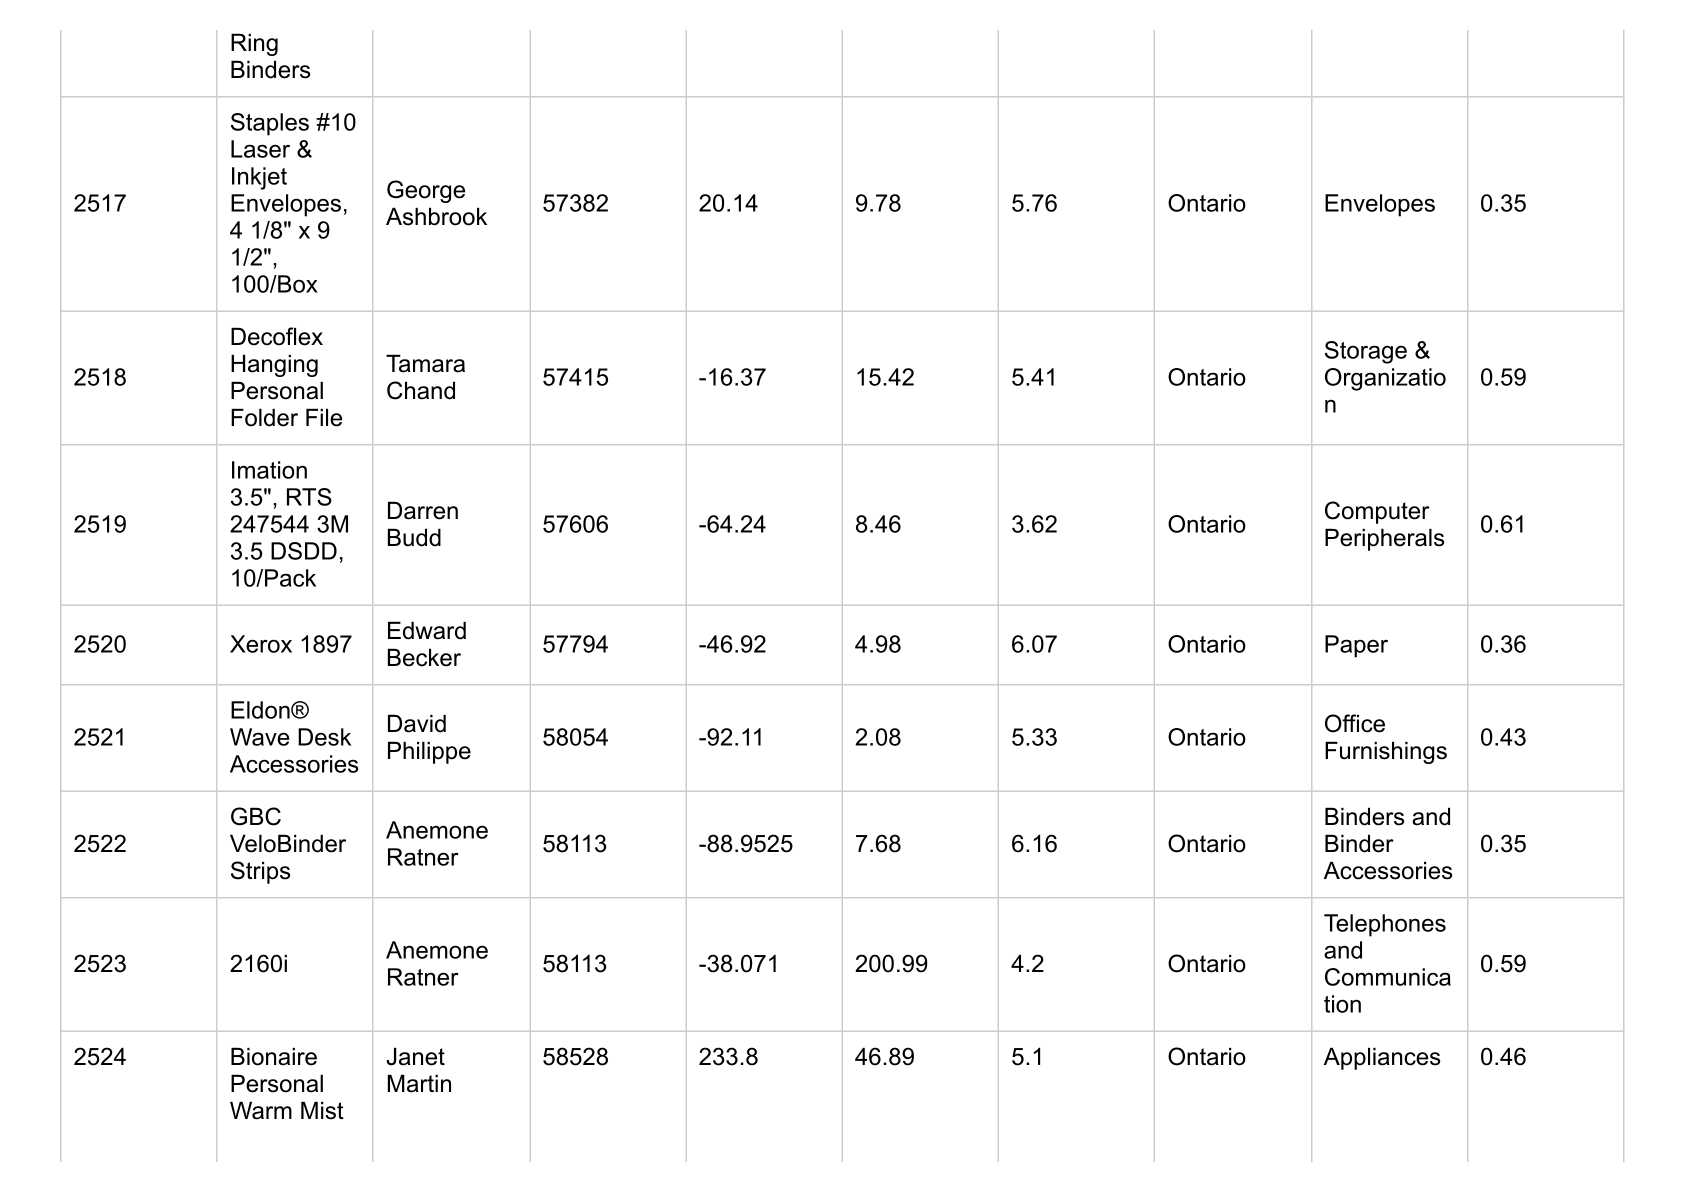 Ring
Binders
2517
Staples #10
Laser &
Inkjet
Envelopes,
4 1/8" x 9
1/2",
100/Box
George
Ashbrook
57382
20.14
9.78
5.76
Ontario
Envelopes
0.35
2518
Decoflex
Hanging
Personal
Folder File
Tamara
Chand
57415
-16.37
15.42
5.41
Ontario
Storage &
Organizatio
n
0.59
2519
Imation
3.5", RTS
247544 3M
3.5 DSDD,
10/Pack
Darren
Budd
57606
-64.24
8.46
3.62
Ontario
Computer
Peripherals
0.61
2520
Xerox 1897
Edward
Becker
57794
-46.92
4.98
6.07
Ontario
Paper
0.36
2521
Eldon®
Wave Desk
Accessories
David
Philippe
58054
-92.11
2.08
5.33
Ontario
Office
Furnishings
0.43
2522
GBC
VeloBinder
Strips
Anemone
Ratner
58113
-88.9525
7.68
6.16
Ontario
Binders and
Binder
Accessories
0.35
2523
2160i
Anemone
Ratner
58113
-38.071
200.99
4.2
Ontario
Telephones
and
Communica
tion
0.59
2524
Bionaire
Personal
Warm Mist
Janet
Martin
58528
233.8
46.89
5.1
Ontario
Appliances
0.46